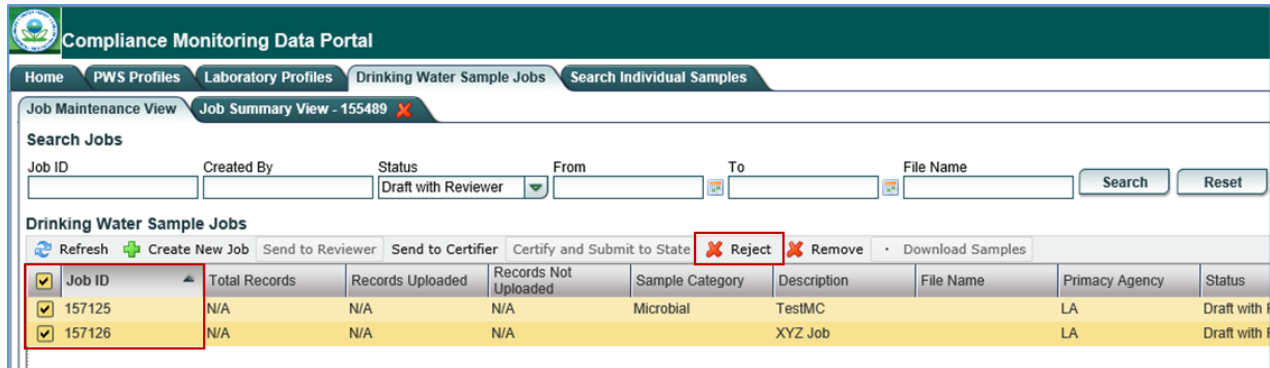 Compliance Monitoring Data Portal
Home PWS Profiles Laboratory Profiles Drinking Water Sample Jobs Search Individual Samples
Job Maintenance View Job Summary View - 155489
Search Jobs
Job ID Created By Status From To File Name
Draft with Reviewer Search Reset
Drinking Water Sample Jobs
Refresh Create New Job Send to Reviewer Send to Certifier Certify and Submit to State Reject Remove Download Samples
Job ID Total Records Records Uploaded Records Not Uploaded Sample Category Description File Name Primacy Agency Status
157125 N/A N/A N/A Microbial TestMC LA Draft with
157126 N/A N/A N/A XYZ Job LA Draft with